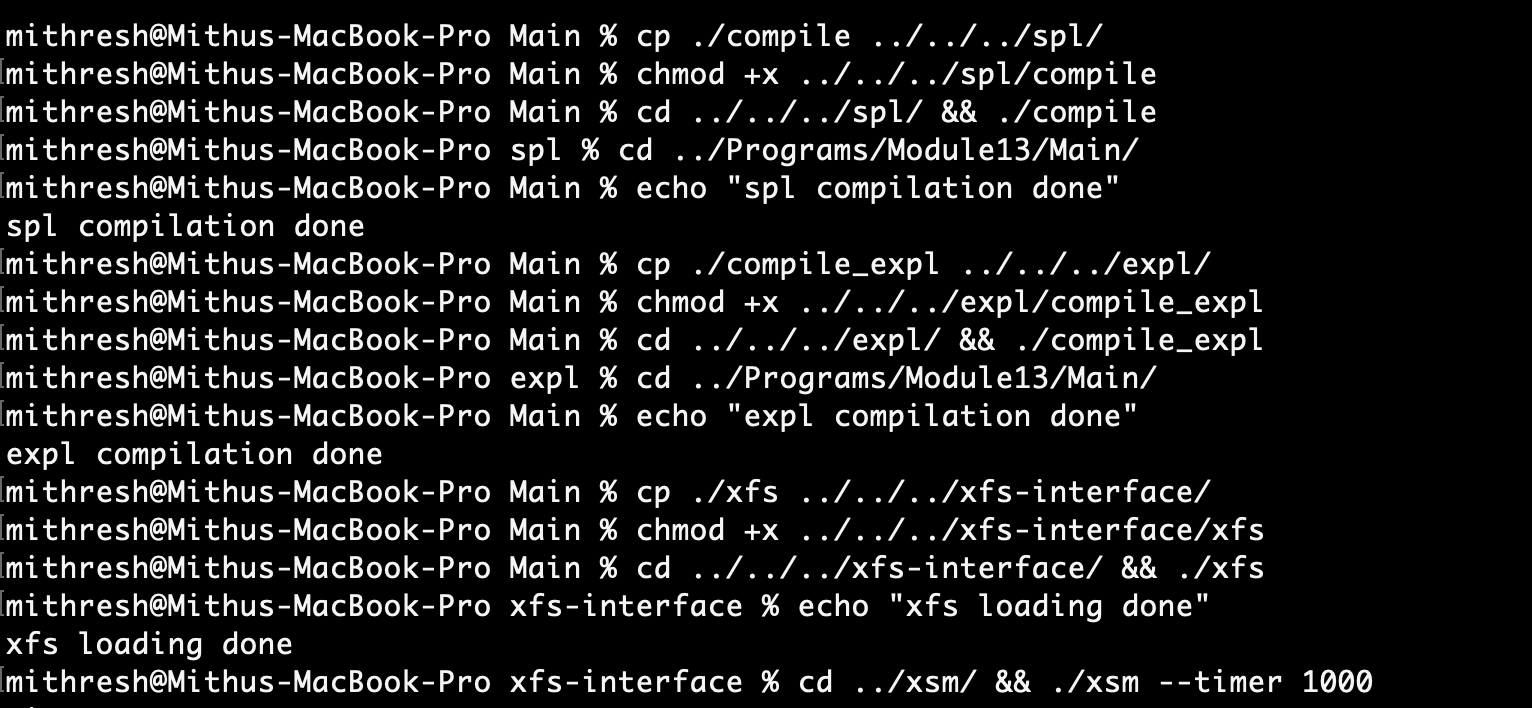 mithresh@Mithus-MacBook-Pro Main % cp ./compile ../../../spl/
mithresh@Mithus-MacBook-Pro Main % chmod +x ../../../spl/compile
mithresh@Mithus-MacBook-Pro Main % cd ../../../spl/ && ./compile
mithresh@Mithus-MacBook-Pro spl % cd ../Programs/Module13/Main/
mithresh@Mithus-MacBook-Pro Main % echo "spl compilation done"
spl compilation done
mithresh@Mithus-MacBook-Pro Main % cp ./compile_expl ../../../expl/
mithresh@Mithus-MacBook-Pro Main % chmod +x ../../../expl/compile_expl
mithresh@Mithus-MacBook-Pro Main % cd ../../../expl/ && ./compile_expl
mithresh@Mithus-MacBook-Pro expl % cd ../Programs/Module13/Main/
mithresh@Mithus-MacBook-Pro Main % echo "expl compilation done"
expl compilation done
mithresh@Mithus-MacBook-Pro Main % cp ./xfs ../../../xfs-interface/
mithresh@Mithus-MacBook-Pro Main % chmod +x ../../../xfs-interface/xfs
mithresh@Mithus-MacBook-Pro Main % cd ../../../xfs-interface/ && ./xfs
mithresh@Mithus-MacBook-Pro xfs-interface % echo "xfs loading done"
xfs loading done
mithresh@Mithus-MacBook-Pro xfs-interface % cd ../xsm/ && ./xsm --timer 1000